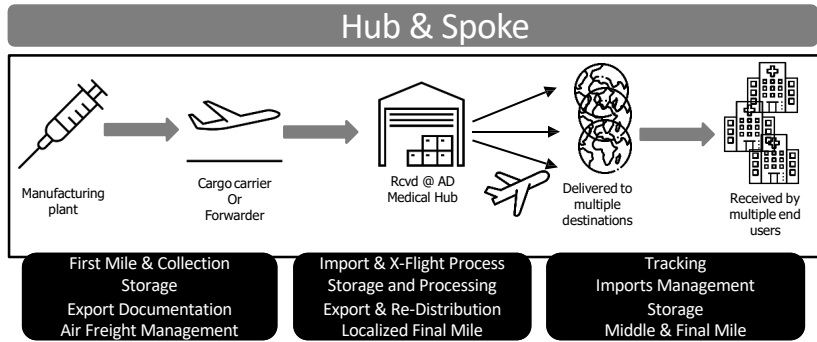 Hub & Spoke
Manufacturing
plant
Cargo carrier
Or
Forwarder
Rcvd @ AD
Medical Hub
Delivered to
multiple
destinations
Received by
multiple end
users
First Mile & Collection
Storage
Export Documentation
Air Freight Management
Import & X-Flight Process
Storage and Processing
Export & Re-Distribution
Localized Final Mile
Tracking
Imports Management
Storage
Middle & Final Mile